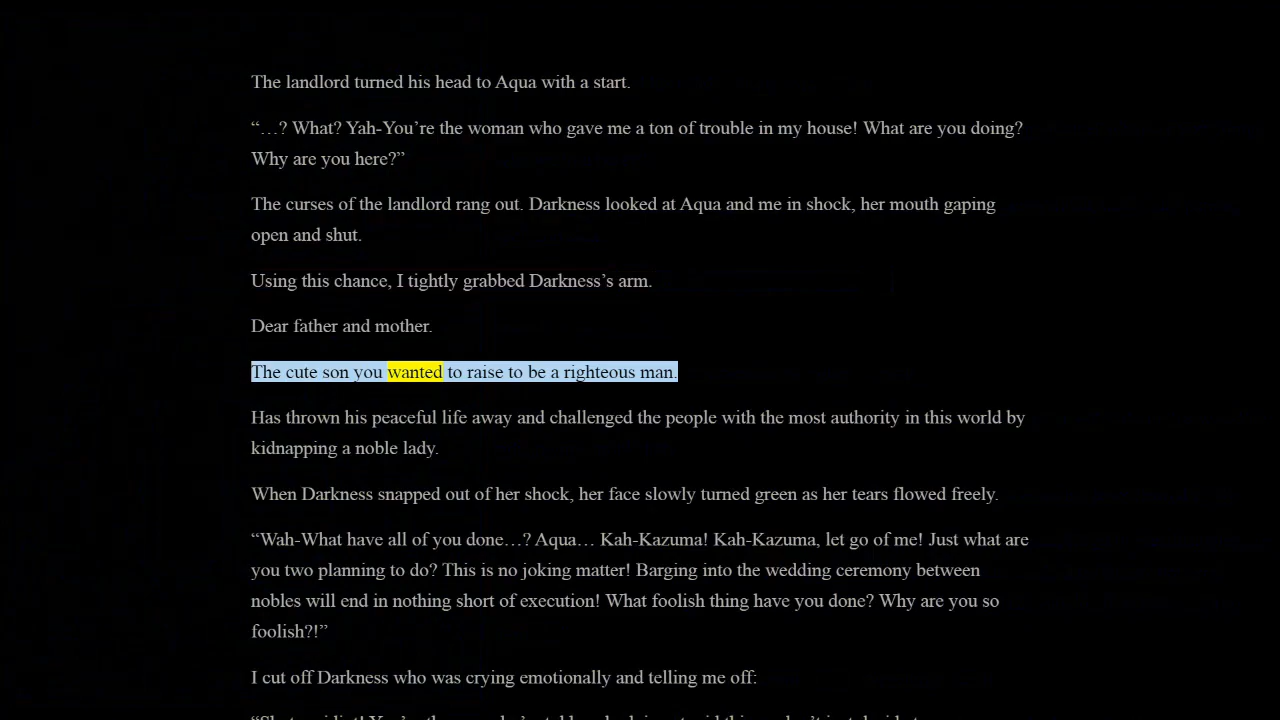 The landlord turned his head to Aqua with a start.
“…? What? Yah-You’re the woman who gave me a ton of trouble in my house! What are you doing?
Why are you here?”
The curses of the landlord rang out. Darkness looked at Aqua and me in shock, her mouth gaping
open and shut.
Using this chance, I tightly grabbed Darkness’s arm.
Dear father and mother.
The cute son you wanted to raise to be a righteous man.
Has thrown his peaceful life away and challenged the people with the most authority in this world by
kidnapping a noble lady.
When Darkness snapped out of her shock, her face slowly turned green as her tears flowed freely.
“Wah-What have all of you done…? Aqua… Kah-Kazuma! Kah-Kazuma, let go of me! Just what are
you two planning to do? This is no joking matter! Barging into the wedding ceremony between
nobles will end in nothing short of execution! What foolish thing have you done? Why are you so
foolish?!”
I cut off Darkness who was crying emotionally and telling me off: